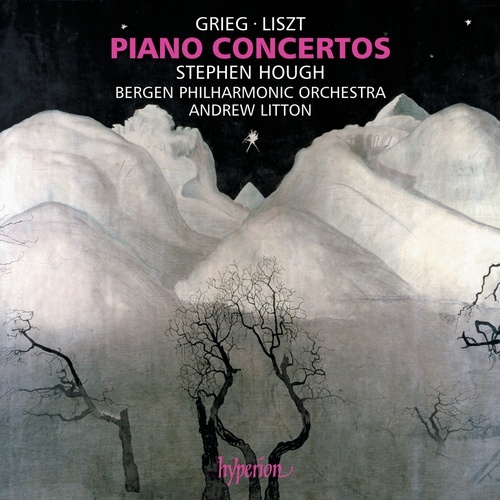 GRIEG · LISZT
PIANO CONCERTOS
STEPHEN HOUGH
BERGEN PHILHARMONIC ORCHESTRA
ANDREW LITTON
hyperion